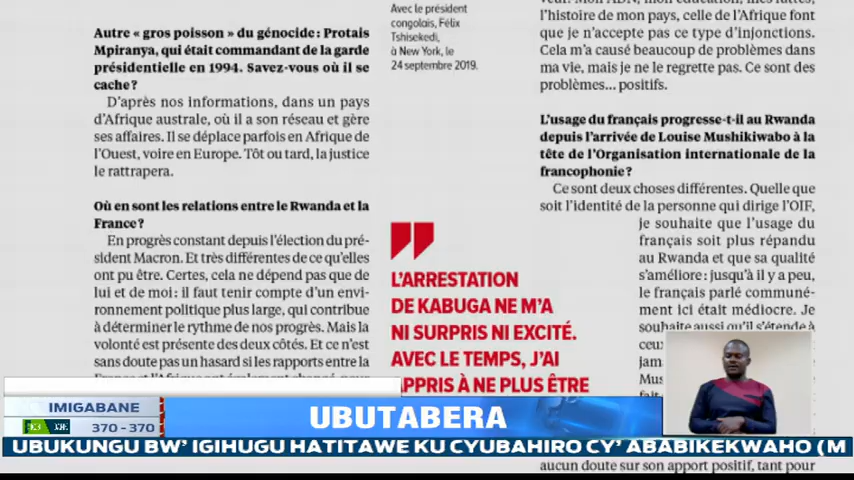 Autre « gros poisson » du génocide : Protais
Mpiranya, qui était commandant de la garde
présidentielle en 1994. Savez-vous où il se
cache ?
D'après nos informations, dans un pays
d'Afrique australe, où il a son réseau et gère
ses affaires. Il se déplace parfois en Afrique de
l'Ouest, voire en Europe. Tôt ou tard, la justice
le rattrapera.
Où en sont les relations entre le Rwanda et la
France ?
En progrès constant depuis l'élection du pré-
sident Macron. Et très différentes de ce qu'elles
ont pu être. Certes, cela ne dépend pas que de
lui et de moi : il faut tenir compte d'un envi-
ronnement politique plus large, qui contribue
à déterminer le rythme de nos progrès. Mais la
volonté est présente des deux côtés. Et ce n'est
sans doute pas un hasard si les rapports entre la
Avec le président
congolais, Félix
Tshisekedi,
à New York, le
24 septembre 2019.
L'ARRESTATION
DE KABUGA NE M'A
NI SURPRIS NI EXCITÉ.
AVEC LE TEMPS, J'AI
APPRIS À NE PLUS ÊTRE
l'histoire de mon pays, celle de l'Afrique font
que je n'accepte pas ce type d'injonctions.
Cela m'a causé beaucoup de problèmes dans
ma vie, mais je ne le regrette pas. Ce sont des
problèmes... positifs.
L'usage du français progresse-t-il au Rwanda
depuis l'arrivée de Louise Mushikiwabo à la
tête de l'Organisation internationale de la
francophonie ?
Ce sont deux choses différentes. Quelle que
soit l'identité de la personne qui dirige l'OIF,
je souhaite que l'usage du
français soit plus répandu
au Rwanda et que sa qualité
s'améliore : jusqu'à il y a peu,
le français parlé communé-
ment ici était médiocre. Je
souhaite aussi qu'il s'étende à
aucun doute sur son apport positif, tant pour
IMIGABANE
370 - 370
UBUTABERA
UBUKUNGU BW' IGIHUGU HATITAWE KU CYUBAHIRO CY' ABABIKEKWAHO (M